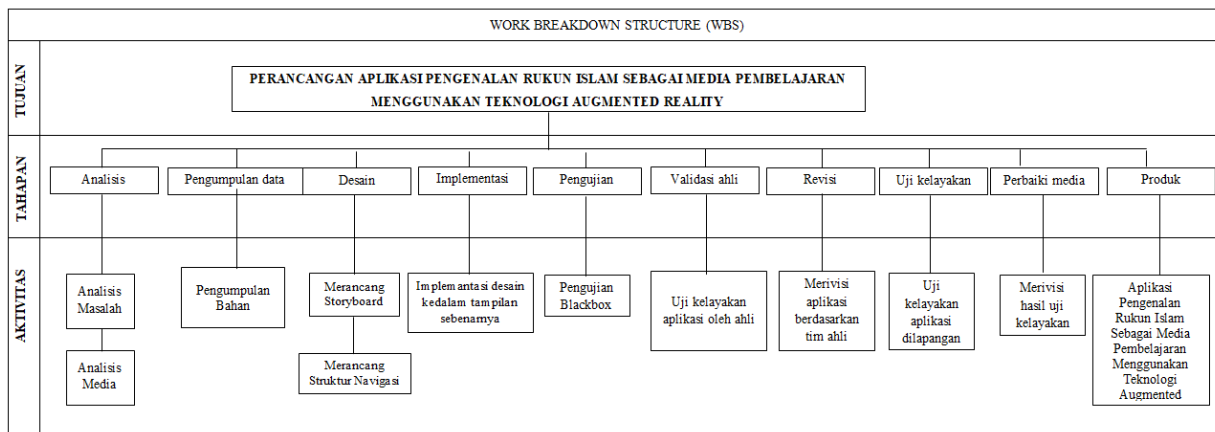 WORK BREAKDOWN STRUCTURE (WBS)
TUJUAN
PERANCANGAN APLIKASI PENGENALAN RUKUN ISLAM SEBAGAI MEDIA PEMBELAJARAN
MENGGUNAKAN TEKNOLOGI AUGMENTED REALITY
TAHAPAN
Analisis
Pengumpulan data
Desain
Implementasi
Pengujian
Validasi ahli
Revisi
Uji kelayakan
Perbaiki media
Produk
AKTIVITAS
Analisis
Masalah
Analisis
Media
Pengumpulan
Bahan
Merancang
Storyboard
Merancang
Struktur Navigasi
Implemantasi desain
kedalam tampilan
sebenarnya
Pengujian
Blackbox
Uji kelayakan
aplikasi oleh ahli
Merivisi
aplikasi
berdasarkan
tim ahli
Uji
kelayakan
aplikasi
dilapangan
Merivisi
hasil uji
kelayakan
Aplikasi
Pengenalan
Rukun Islam
Sebagai Media
Pembelajaran
Menggunakan
Teknologi
Augmented